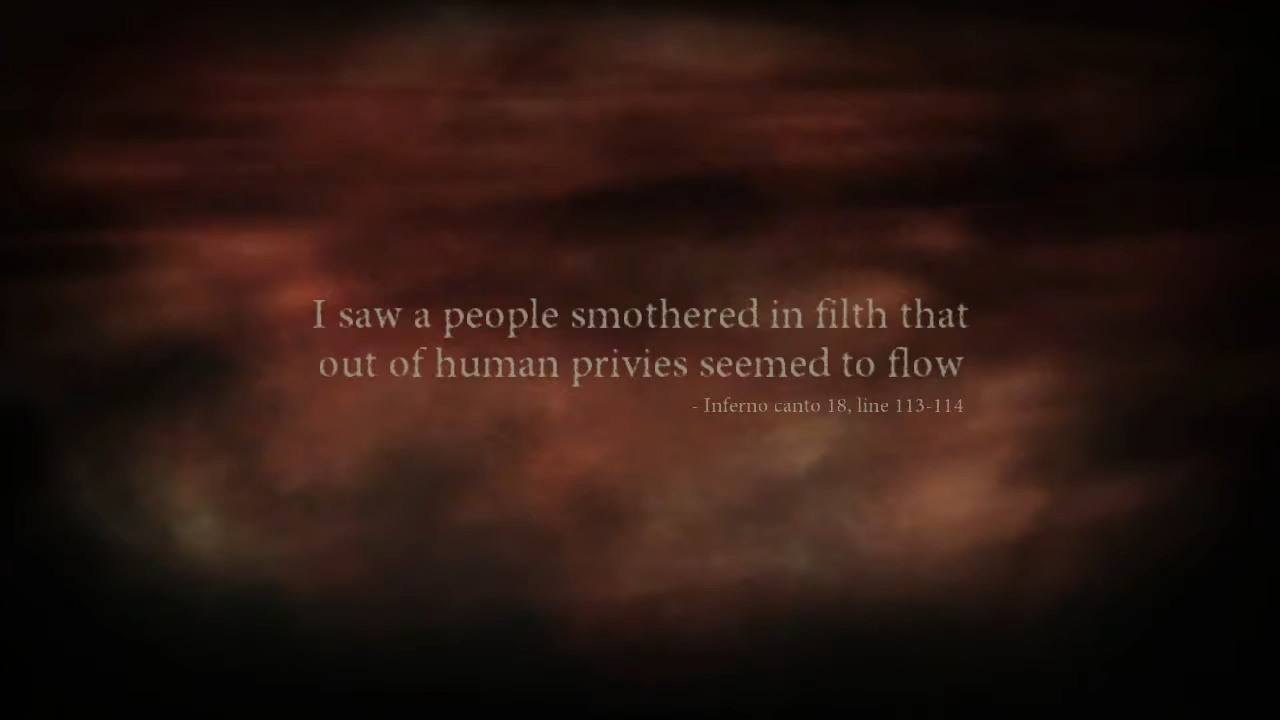 I saw a people smothered in filth that
out of human privies seemed to flow
- Inferno canto 18, line 113-114